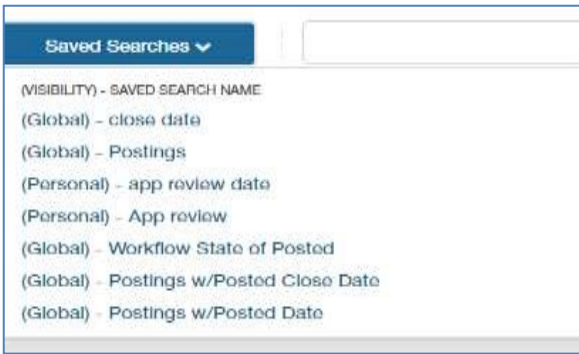 Saved Searches
(VISIBILITY) - SAVED SEARCH NAME
(Global) - close date
(Global) - Postings
(Personal) - app review date
(Personal) - App review
(Global) - Workflow State of Posted
(Global) - Postings w/Posted Close Date
(Global) - Postings w/Posted Date